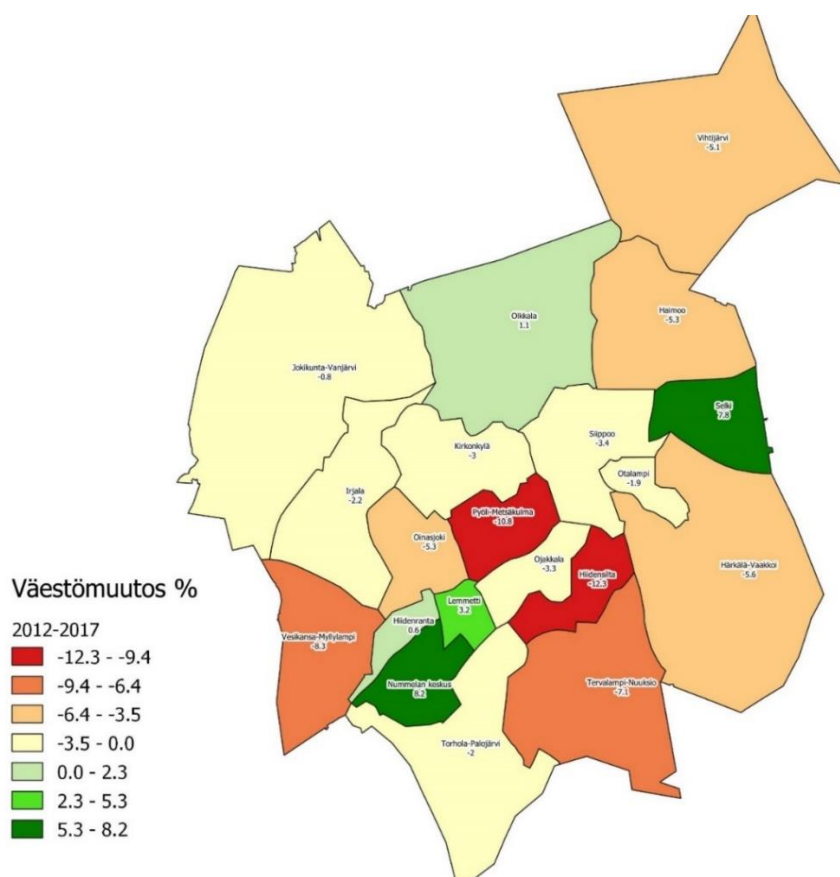 Vihtijärvi
-5.1
Haimoo
-5.3
Olkkala
1.1
Jokikunta-Vanjärvi
-0.8
Selki
7.8
Siippoo
-3.4
Kirkonkylä
-3
Otalampi
-1.9
Irjala
-2.2
Pyöli-Metsäkulma
-10.8
Oinasjoki
-5.3
Ojakkala
-3.3
Härkälä-Vaakkoi
-5.6
Hiidensilta
-12.3
Lemmetti
3.2
Hiidenranta
0.6
Vesikansa-Myllylampi
-8.3
Nummelan keskus
8.2
Tervalampi-Nuuksio
-7.1
Torhola-Palojärvi
-2
Väestömuutos %
2012-2017
-12.3 - -9.4
-9.4 - -6.4
-6.4 - -3.5
-3.5 - 0.0
0.0 - 2.3
2.3 - 5.3
5.3 - 8.2